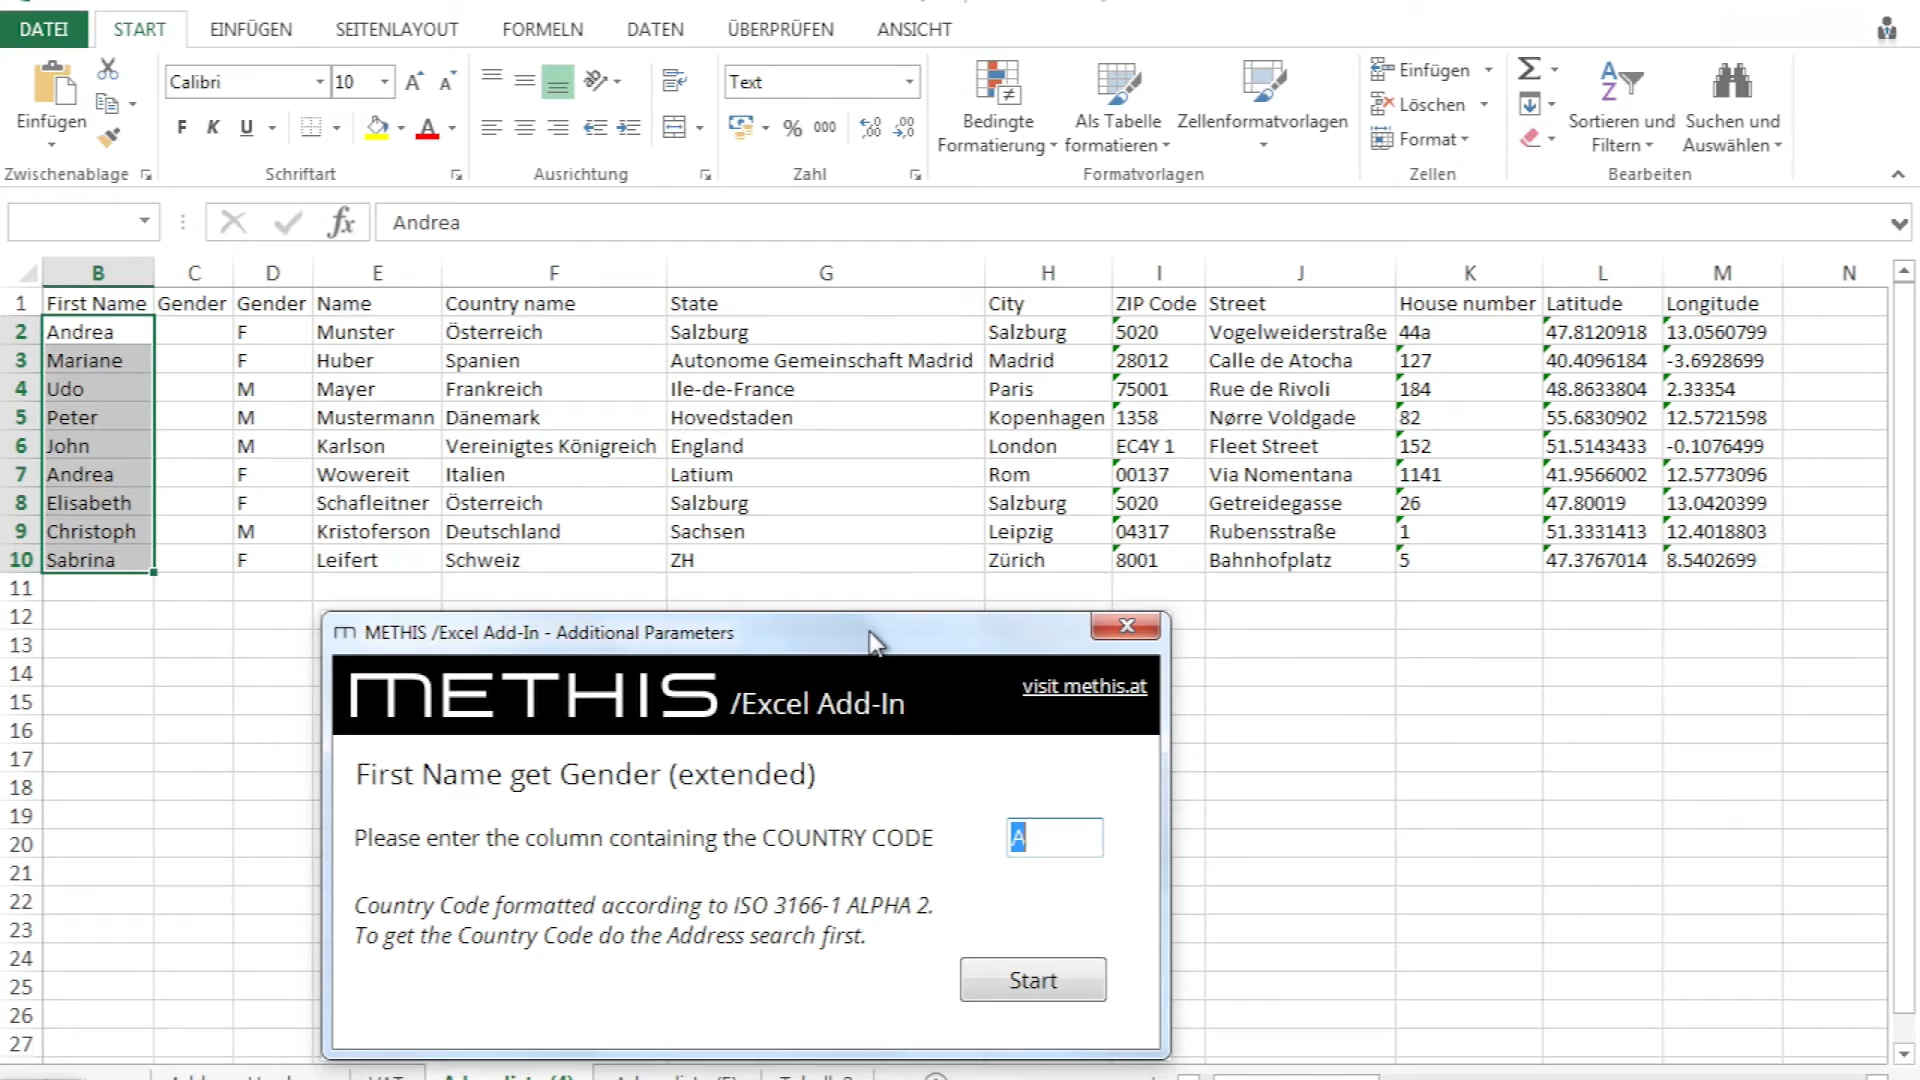 DATEI START EINFÜGEN SEITENLAYOUT FORMELN DATEN ÜBERPRÜFEN ANSICHT
Einfügen
Calibri 10
F K U
Text
% 000
Bedingte Formatierung
Als Tabelle formatieren
Zellenformatvorlagen
Einfügen
Löschen
Format
Sortieren und Filtern
Suchen und Auswählen
Zwischenablage Schriftart Ausrichtung Zahl Formatvorlagen Zellen Bearbeiten
fx Andrea
B C D E F G H I J K L M N
1 First Name Gender Gender Name Country name State City ZIP Code Street House number Latitude Longitude
2 Andrea F Munster Österreich Salzburg Salzburg 5020 Vogelweiderstraße 44a 47.8120918 13.0560799
3 Mariane F Huber Spanien Autonome Gemeinschaft Madrid Madrid 28012 Calle de Atocha 127 40.4096184 -3.6928699
4 Udo M Mayer Frankreich Ile-de-France Paris 75001 Rue de Rivoli 184 48.8633804 2.33354
5 Peter M Mustermann Dänemark Hovedstaden Kopenhagen 1358 Nørre Voldgade 82 55.6830902 12.5721598
6 John M Karlson Vereinigtes Königreich England London EC4Y 1 Fleet Street 152 51.5143433 -0.1076499
7 Andrea F Wowereit Italien Latium Rom 00137 Via Nomentana 1141 41.9566002 12.5773096
8 Elisabeth F Schafleitner Österreich Salzburg Salzburg 5020 Getreidegasse 26 47.80019 13.0420399
9 Christoph M Kristoferson Deutschland Sachsen Leipzig 04317 Rubensstraße 1 51.3331413 12.4018803
10 Sabrina F Leifert Schweiz ZH Zürich 8001 Bahnhofplatz 5 47.3767014 8.5402699
11
12
13
14
15
16
17
18
19
20
21
22
23
24
25
26
27
METHIS /Excel Add-In - Additional Parameters
METHIS /Excel Add-In
visit methis.at
First Name get Gender (extended)
Please enter the column containing the COUNTRY CODE A
Country Code formatted according to ISO 3166-1 ALPHA 2.
To get the Country Code do the Address search first.
Start